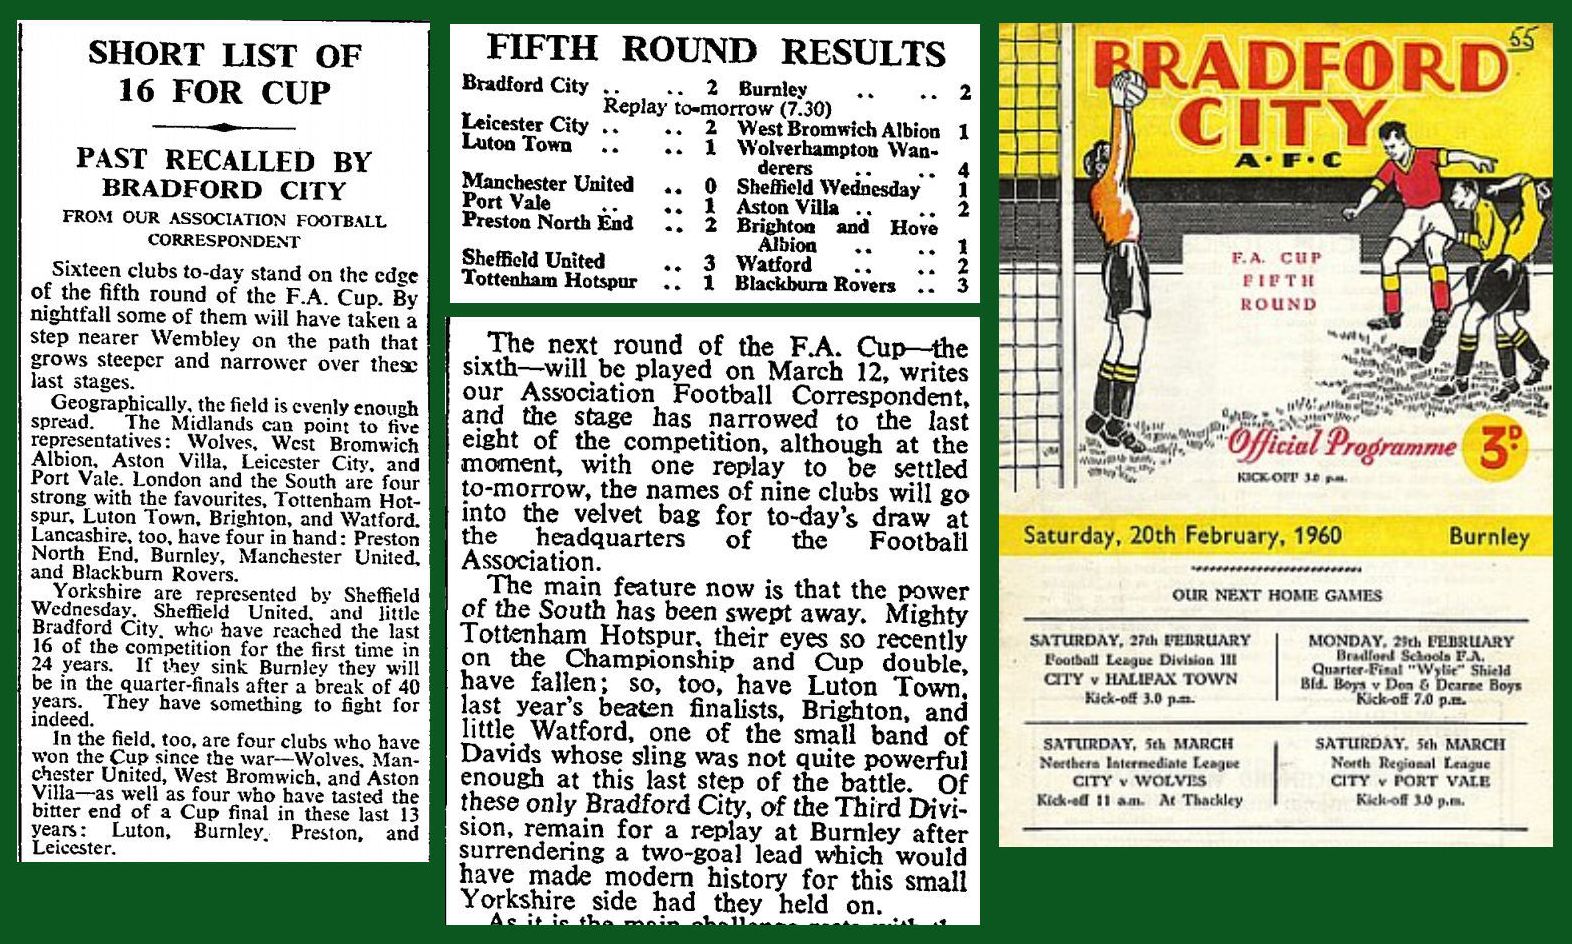 SHORT LIST OF
16 FOR CUP
PAST RECALLED BY
BRADFORD CITY
FROM OUR ASSOCIATION FOOTBALL
CORRESPONDENT
Sixteen clubs to-day stand on the edge
of the fifth round of the F.A. Cup. By
nightfall some of them will have taken a
step nearer Wembley on the path that
grows steeper and narrower over these
last stages.
Geographically, the field is evenly enough
spread. The Midlands can point to five
representatives: Wolves, West Bromwich
Albion, Aston Villa, Leicester City, and
Port Vale. London and the South are four
strong with the favourites, Tottenham Hot-
spur, Luton Town, Brighton, and Watford.
Lancashire, too, have four in hand: Preston
North End, Burnley, Manchester United,
and Blackburn Rovers.
Yorkshire are represented by Sheffield
Wednesday, Sheffield United, and little
Bradford City, who have reached the last
16 of the competition for the first time in
24 years. If they sink Burnley they will
be in the quarter-finals after a break of 40
years. They have something to fight for
indeed.
In the field, too, are four clubs who have
won the Cup since the war—Wolves, Man-
chester United, West Bromwich, and Aston
Villa—as well as four who have tasted the
bitter end of a Cup final in these last 13
years: Luton, Burnley, Preston, and
Leicester.
FIFTH ROUND RESULTS
Bradford City .. .. 2 Burnley .. .. 2
Replay to-morrow (7.30)
Leicester City .. .. 2 West Bromwich Albion 1
Luton Town .. .. 1 Wolverhampton Wan-
derers .. .. 4
Manchester United .. 0 Sheffield Wednesday 1
Port Vale .. .. 1 Aston Villa .. .. 2
Preston North End .. 2 Brighton and Hove
Albion .. .. 1
Sheffield United .. 3 Watford .. .. 2
Tottenham Hotspur .. 1 Blackburn Rovers .. 3
The next round of the F.A. Cup—the
sixth—will be played on March 12, writes
our Association Football Correspondent,
and the stage has narrowed to the last
eight of the competition, although at the
moment, with one replay to be settled
to-morrow, the names of nine clubs will go
into the velvet bag for to-day's draw at
the headquarters of the Football
Association.
The main feature now is that the power
of the South has been swept away. Mighty
Tottenham Hotspur, their eyes so recently
on the Championship and Cup double,
have fallen; so, too, have Luton Town,
last year's beaten finalists, Brighton, and
little Watford, one of the small band of
Davids whose sling was not quite powerful
enough at this last step of the battle. Of
these only Bradford City, of the Third Divi-
sion, remain for a replay at Burnley after
surrendering a two-goal lead which would
have made modern history for this small
Yorkshire side had they held on.
As it is the main challenge rests with
55
BRADFORD
CITY
A·F·C
F.A. CUP
FIFTH
ROUND
Official Programme 3D.
KICK-OFF 3.0 p.m.
Saturday, 20th February, 1960 Burnley
OUR NEXT HOME GAMES
SATURDAY, 27th FEBRUARY
Football League Division III
CITY v HALIFAX TOWN
Kick-off 3.0 p.m.
MONDAY, 29th FEBRUARY
Bradford Schools F.A.
Quarter-Final "Wylie" Shield
Bfd. Boys v Don & Dearne Boys
Kick-off 7.0 p.m.
SATURDAY, 5th MARCH
Northern Intermediate League
CITY v WOLVES
Kick-off 11 a.m. At Thackley
SATURDAY, 5th MARCH
North Regional League
CITY v PORT VALE
Kick-off 3.0 p.m.